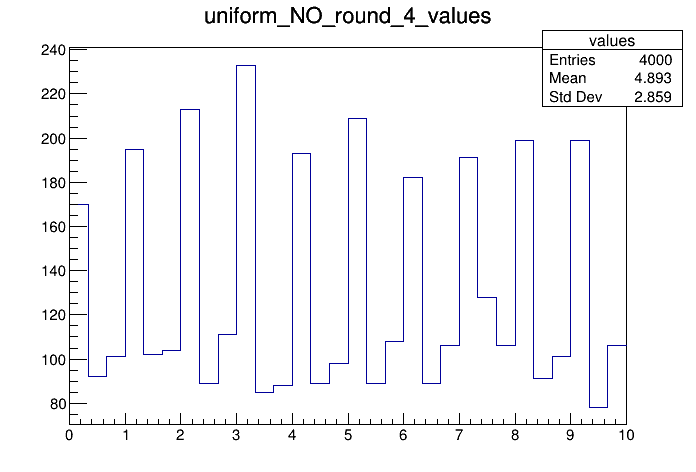 uniform_NO_round_4_values
values
Entries 4000
Mean 4.893
Std Dev 2.859
240
220
200
180
160
140
120
100
80
0 1 2 3 4 5 6 7 8 9 10